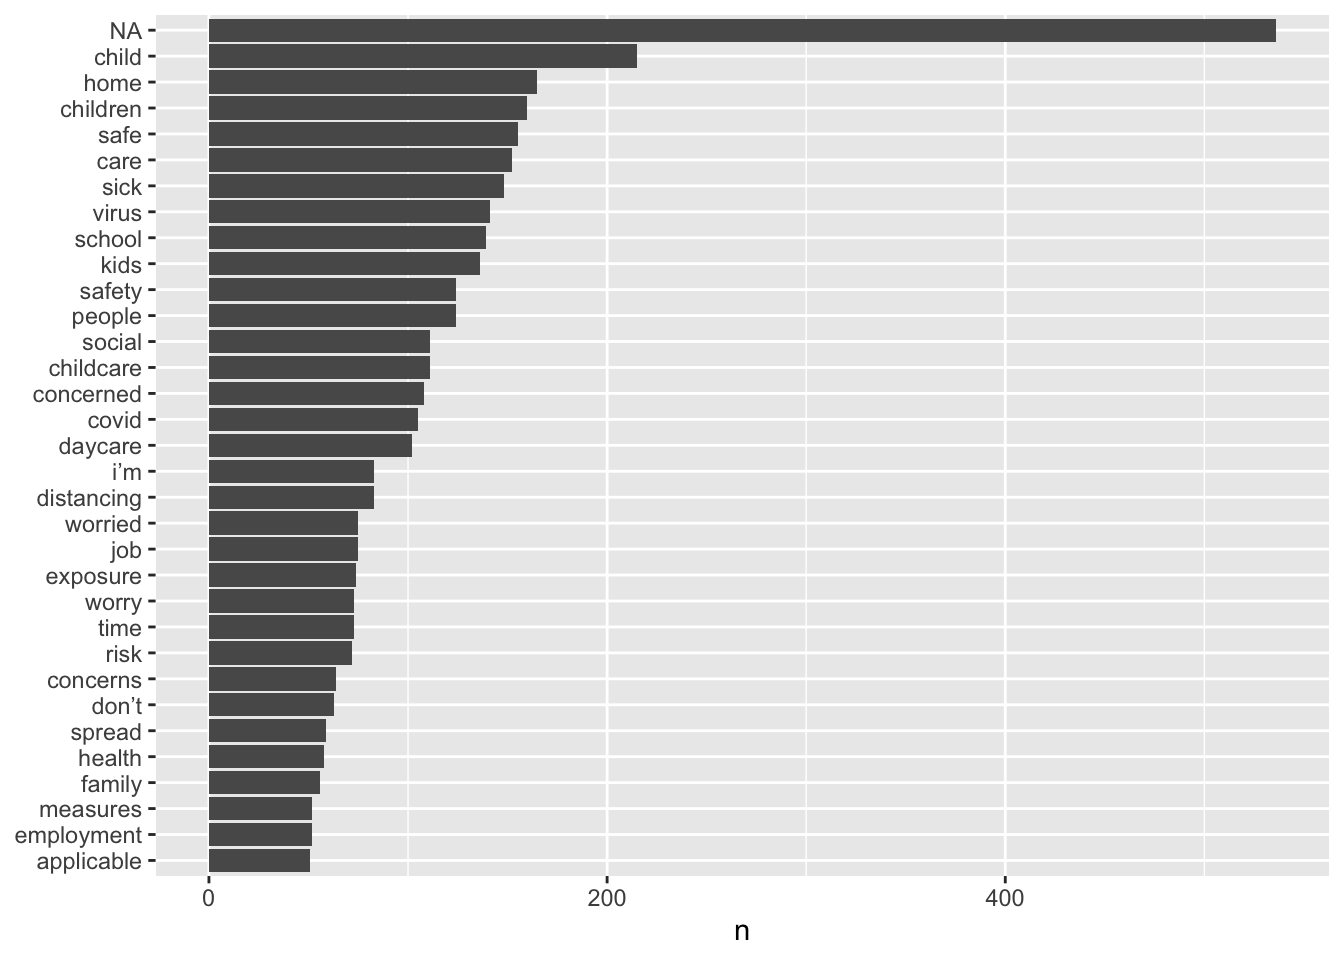 NA
child
home
children
safe
care
sick
virus
school
kids
safety
people
social
childcare
concerned
covid
daycare
i’m
distancing
worried
job
exposure
worry
time
risk
concerns
don’t
spread
health
family
measures
employment
applicable
0 200 400
n